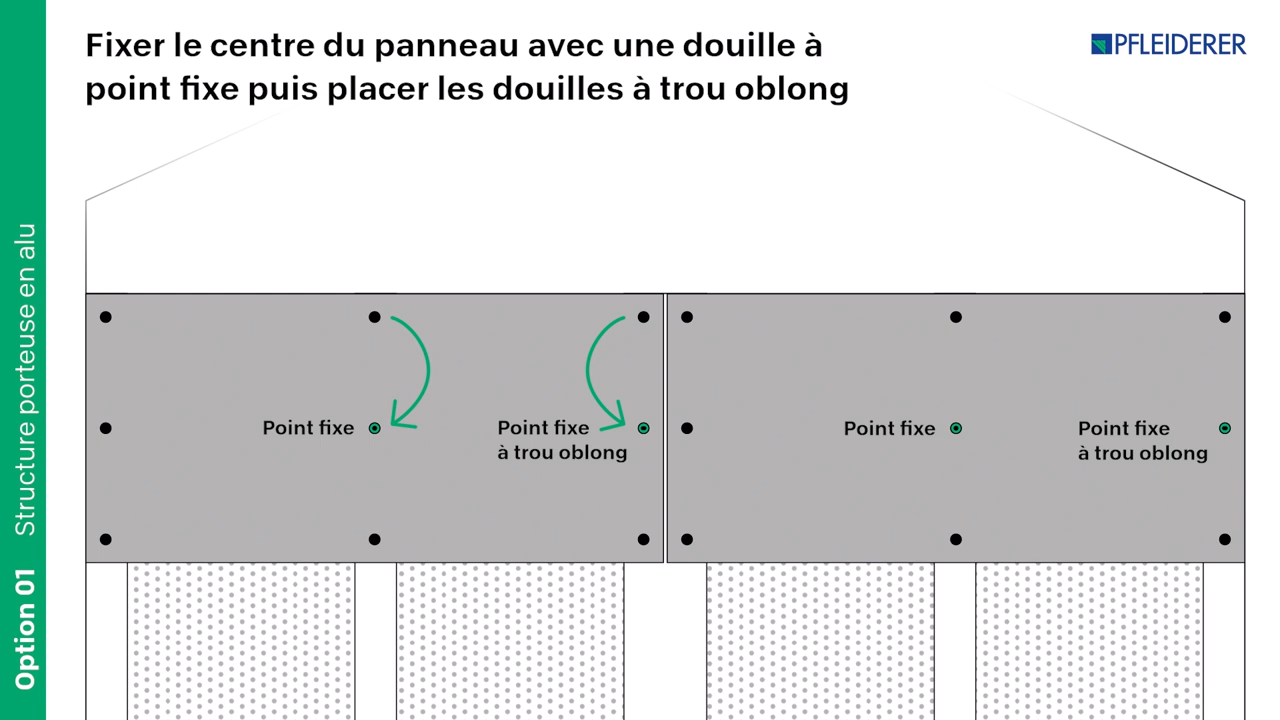 Fixer le centre du panneau avec une douille à
point fixe puis placer les douilles à trou oblong
PFLEIDERER
Option 01 Structure porteuse en alu
Point fixe
Point fixe
à trou oblong
Point fixe
Point fixe
à trou oblong